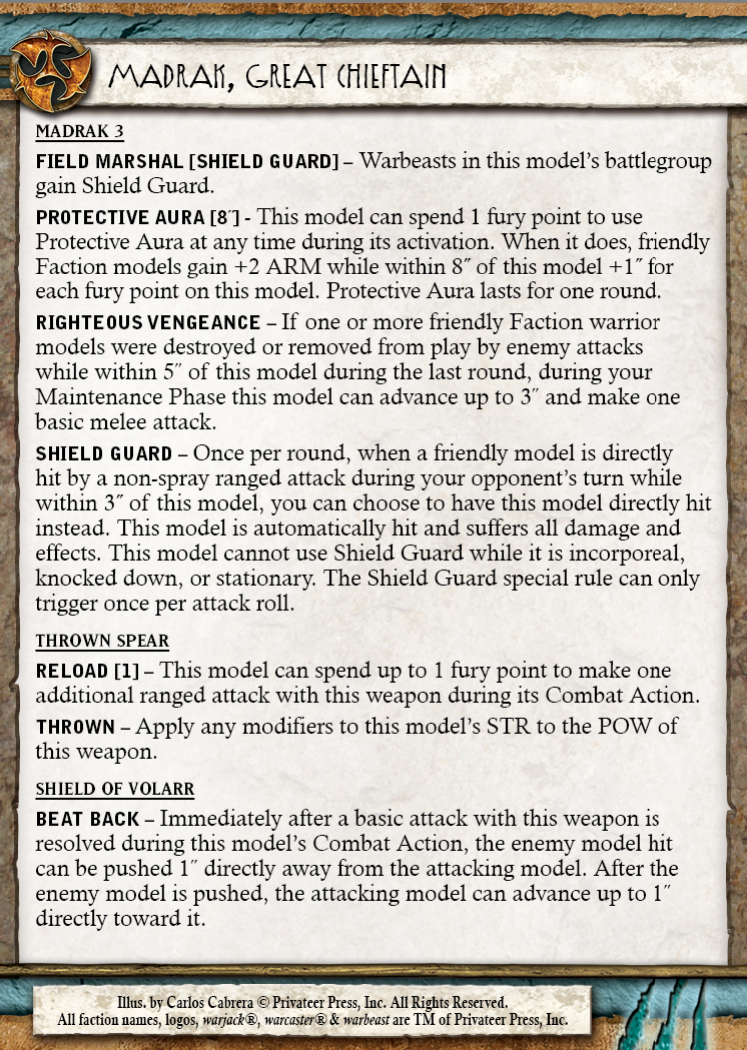 MADRAK, GREAT CHIEFTAIN
MADRAK 3
FIELD MARSHAL [SHIELD GUARD] – Warbeasts in this model’s battlegroup
gain Shield Guard.
PROTECTIVE AURA [8˝] - This model can spend 1 fury point to use
Protective Aura at any time during its activation. When it does, friendly
Faction models gain +2 ARM while within 8˝ of this model +1˝ for
each fury point on this model. Protective Aura lasts for one round.
RIGHTEOUS VENGEANCE – If one or more friendly Faction warrior
models were destroyed or removed from play by enemy attacks
while within 5˝ of this model during the last round, during your
Maintenance Phase this model can advance up to 3˝ and make one
basic melee attack.
SHIELD GUARD – Once per round, when a friendly model is directly
hit by a non-spray ranged attack during your opponent’s turn while
within 3˝ of this model, you can choose to have this model directly hit
instead. This model is automatically hit and suffers all damage and
effects. This model cannot use Shield Guard while it is incorporeal,
knocked down, or stationary. The Shield Guard special rule can only
trigger once per attack roll.
THROWN SPEAR
RELOAD [1] – This model can spend up to 1 fury point to make one
additional ranged attack with this weapon during its Combat Action.
THROWN – Apply any modifiers to this model’s STR to the POW of
this weapon.
SHIELD OF VOLARR
BEAT BACK – Immediately after a basic attack with this weapon is
resolved during this model’s Combat Action, the enemy model hit
can be pushed 1˝ directly away from the attacking model. After the
enemy model is pushed, the attacking model can advance up to 1˝
directly toward it.
Illus. by Carlos Cabrera © Privateer Press, Inc. All Rights Reserved.
All faction names, logos, warjack®, warcaster® & warbeast are TM of Privateer Press, Inc.